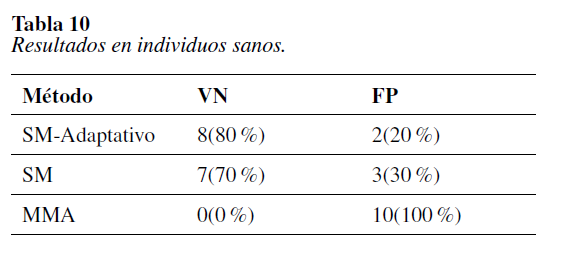 Tabla 10
Resultados en individuos sanos.
Método VN FP
SM-Adaptativo 8(80 %) 2(20 %)
SM 7(70 %) 3(30 %)
MMA 0(0 %) 10(100 %)